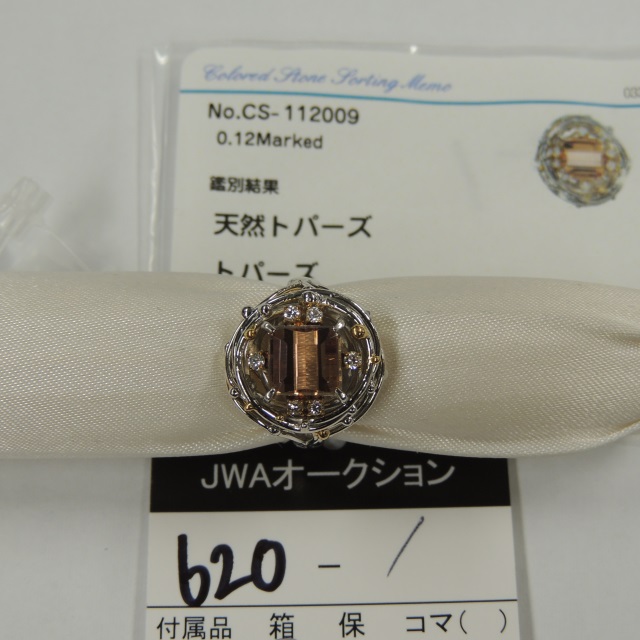 Colored Stone Sorting Memo
No.CS-112009
0.12Marked
鑑別結果
天然トパーズ
トパーズ
JWAオークション
620 - 1
付属品 箱 保 コマ( )